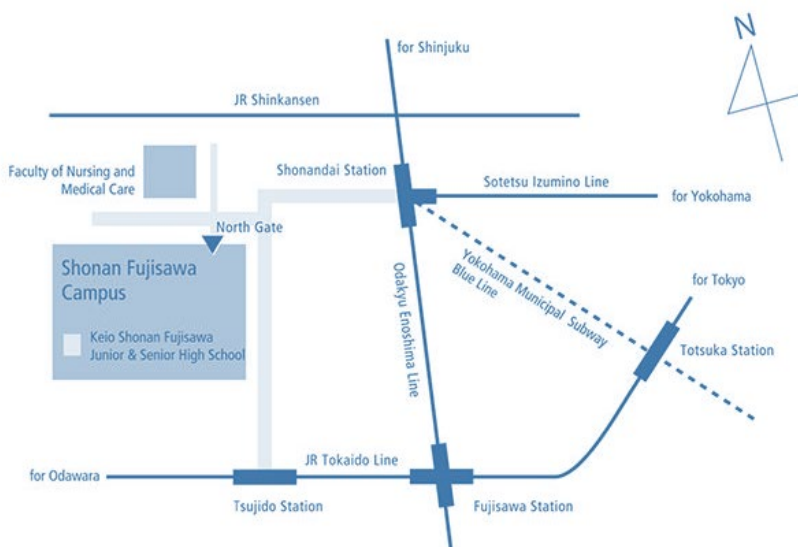 N
for Shinjuku
JR Shinkansen
Faculty of Nursing and
Medical Care
Shonandai Station
Sotetsu Izumino Line
for Yokohama
North Gate
Shonan Fujisawa
Campus
Keio Shonan Fujisawa
Junior & Senior High School
Odakyu Enoshima Line
Yokohama Municipal Subway
Blue Line
for Tokyo
Totsuka Station
for Odawara
JR Tokaido Line
Tsujido Station
Fujisawa Station